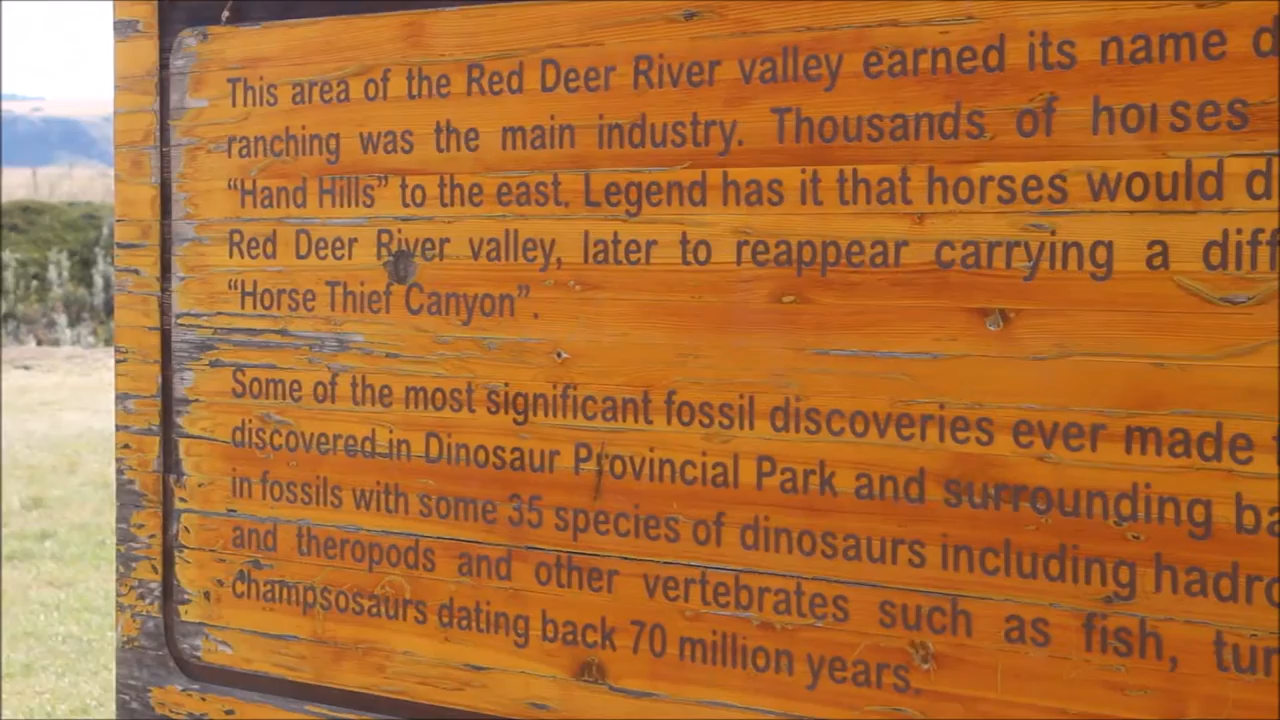 This area of the Red Deer River valley earned its name
ranching was the main industry. Thousands of horses
“Hand Hills” to the east. Legend has it that horses would
Red Deer River valley, later to reappear carrying a
“Horse Thief Canyon”.
Some of the most significant fossil discoveries ever made
discovered in Dinosaur Provincial Park and surrounding
in fossils with some 35 species of dinosaurs including
and theropods and other vertebrates such as fish,
champsosaurs dating back 70 million years.